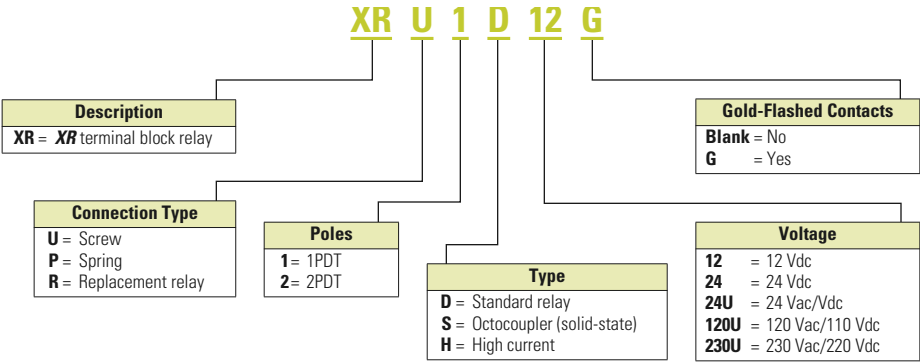 XR U 1 D 12 G
Description
XR = XR terminal block relay
Gold-Flashed Contacts
Blank = No
G = Yes
Connection Type
U = Screw
P = Spring
R = Replacement relay
Poles
1 = 1PDT
2 = 2PDT
Type
D = Standard relay
S = Octocoupler (solid-state)
H = High current
Voltage
12 = 12 Vdc
24 = 24 Vdc
24U = 24 Vac/Vdc
120U = 120 Vac/110 Vdc
230U = 230 Vac/220 Vdc